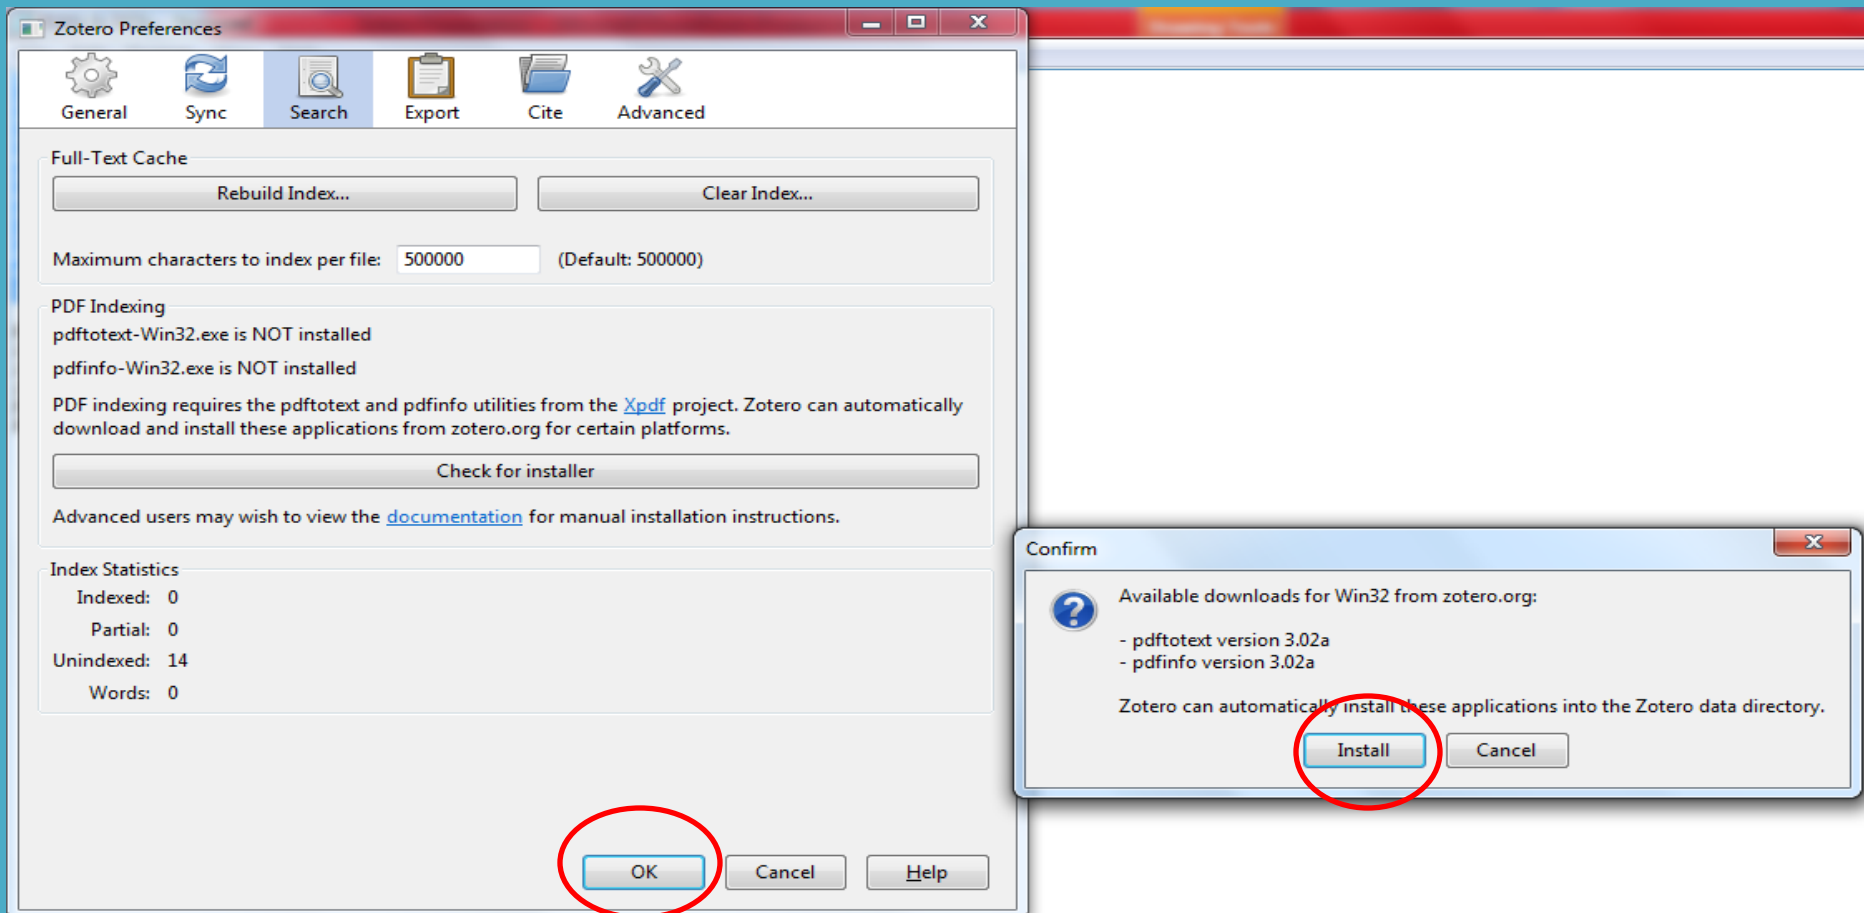 Zotero Preferences
General
Sync
Search
Export
Cite
Advanced
Full-Text Cache
Rebuild Index...
Clear Index...
Maximum characters to index per file: 500000 (Default: 500000)
PDF Indexing
pdftotext-Win32.exe is NOT installed
pdfinfo-Win32.exe is NOT installed
PDF indexing requires the pdftotext and pdfinfo utilities from the Xpdf project. Zotero can automatically
download and install these applications from zotero.org for certain platforms.
Check for installer
Advanced users may wish to view the documentation for manual installation instructions.
Index Statistics
Indexed: 0
Partial: 0
Unindexed: 14
Words: 0
OK
Cancel
Help
Confirm
Available downloads for Win32 from zotero.org:
- pdftotext version 3.02a
- pdfinfo version 3.02a
Zotero can automatically install these applications into the Zotero data directory.
Install
Cancel